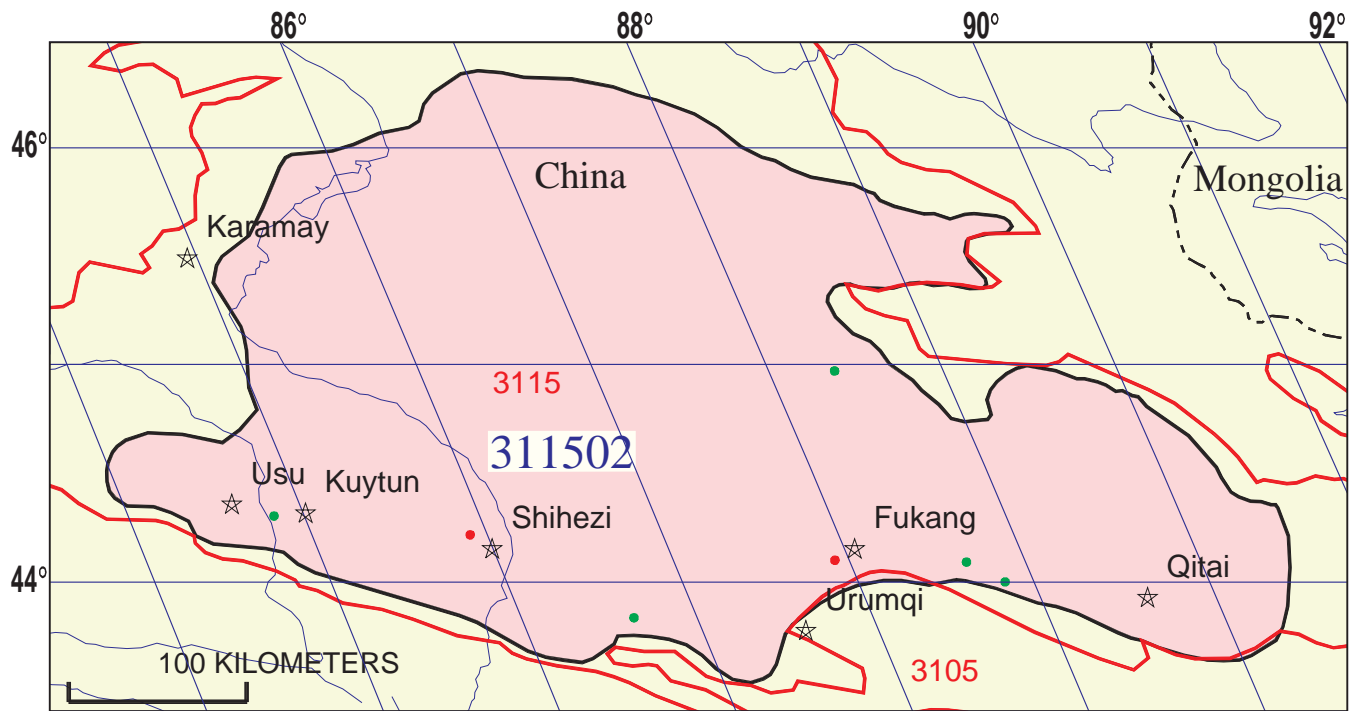 86° 88° 90° 92°
46°
China
Mongolia
Karamay
3115
311502
Usu
Kuytun
Shihezi
Fukang
Qitai
44°
Urumqi
100 KILOMETERS
3105